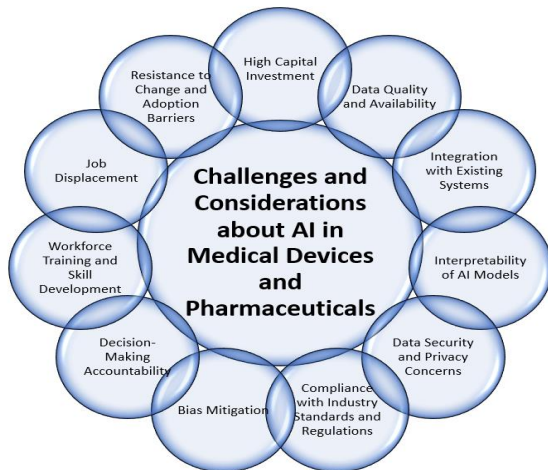 Challenges and
Considerations
about AI in
Medical Devices
and
Pharmaceuticals
High Capital
Investment
Data Quality
and Availability
Integration
with Existing
Systems
Interpretability
of AI Models
Data Security
and Privacy
Concerns
Compliance
with Industry
Standards and
Regulations
Bias Mitigation
Decision-
Making
Accountability
Workforce
Training and
Skill
Development
Job
Displacement
Resistance to
Change and
Adoption
Barriers